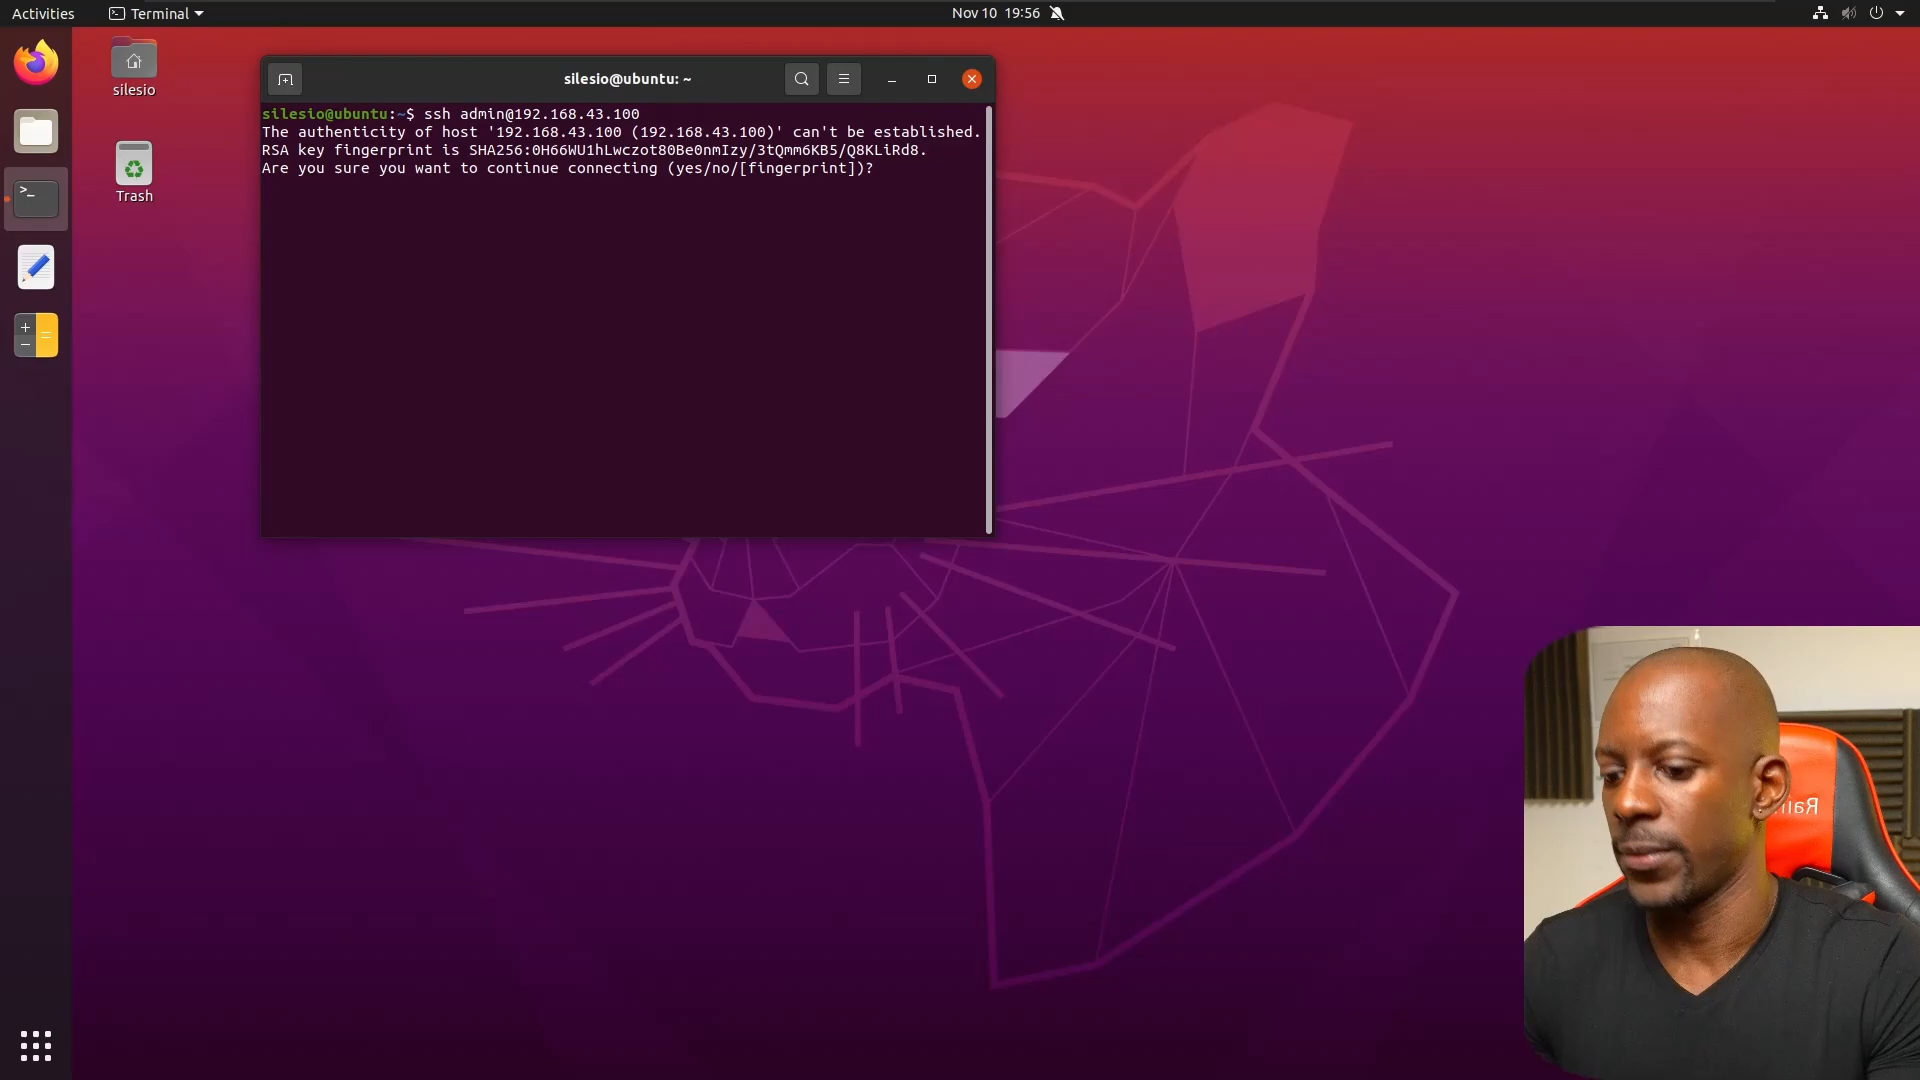 Activities
Terminal
Nov 10 19:56
silesio
Trash
silesio@ubuntu: ~
silesio@ubuntu:~$ ssh admin@192.168.43.100
The authenticity of host '192.168.43.100 (192.168.43.100)' can't be established.
RSA key fingerprint is SHA256:0H66WU1hLwczot80Be0nmIzy/3tQmm6KB5/Q8KLiRd8.
Are you sure you want to continue connecting (yes/no/[fingerprint])?